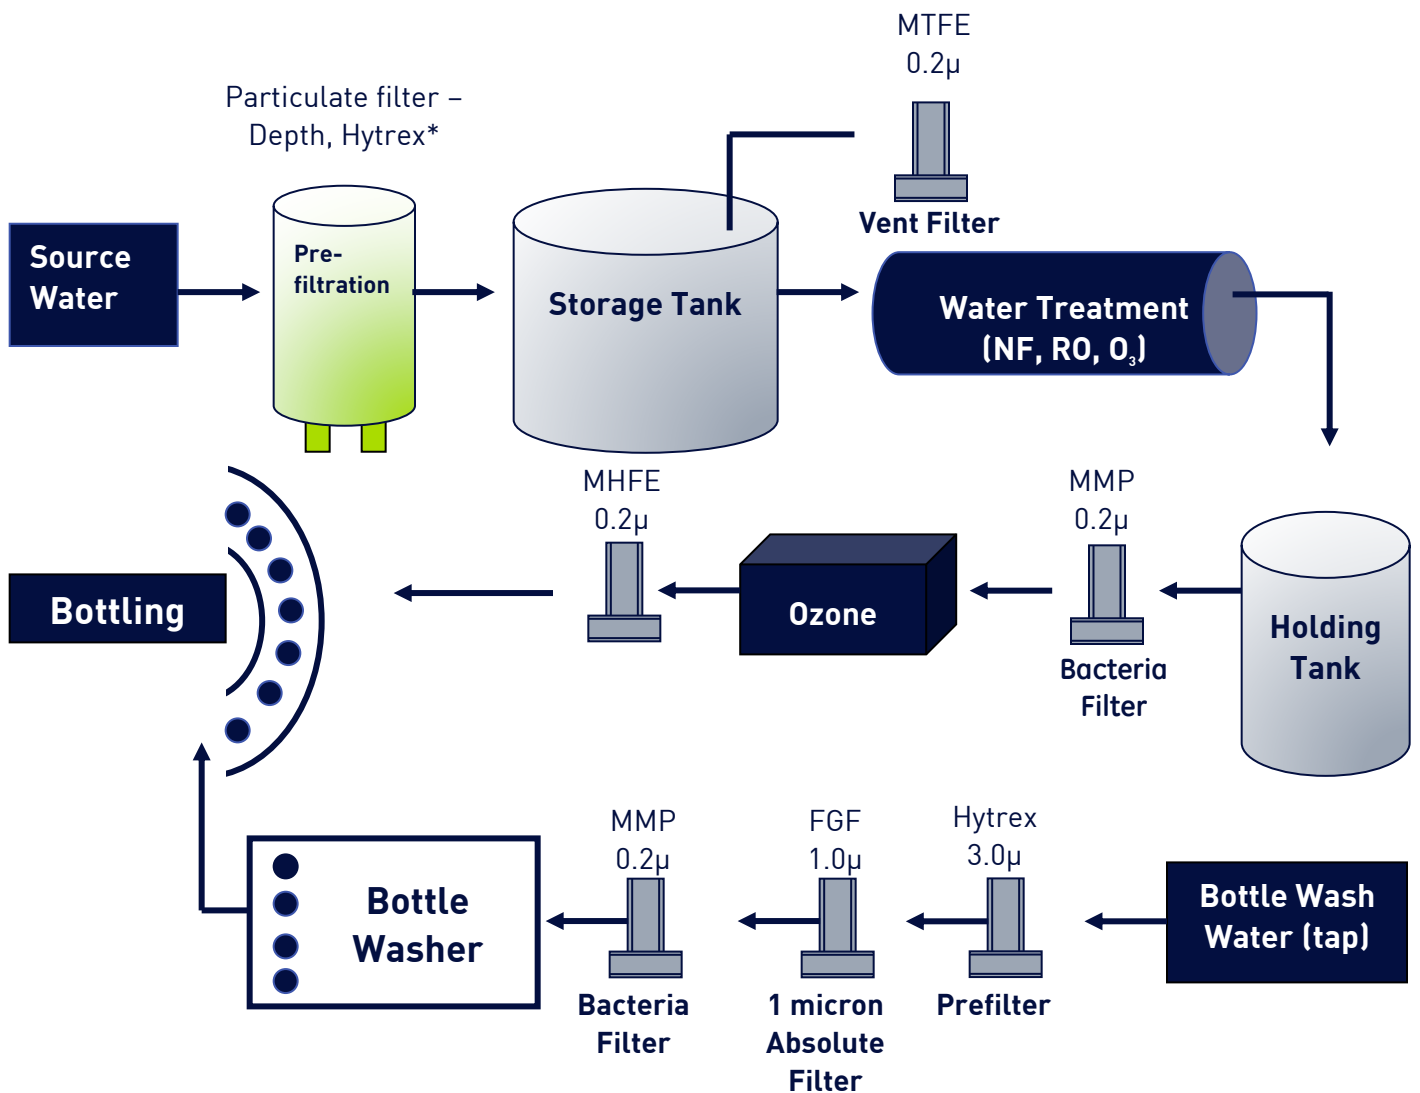 MTFE
0.2µ
Particulate filter –
Depth, Hytrex*
Vent Filter
Source
Water
Pre-
filtration
Storage Tank
Water Treatment
(NF, RO, O₃)
MHFE
0.2µ
MMP
0.2µ
Bottling
Ozone
Holding
Tank
Bacteria
Filter
MMP
0.2µ
FGF
1.0µ
Hytrex
3.0µ
Bottle
Washer
Bottle Wash
Water (tap)
Bacteria
Filter
1 micron
Absolute
Filter
Prefilter